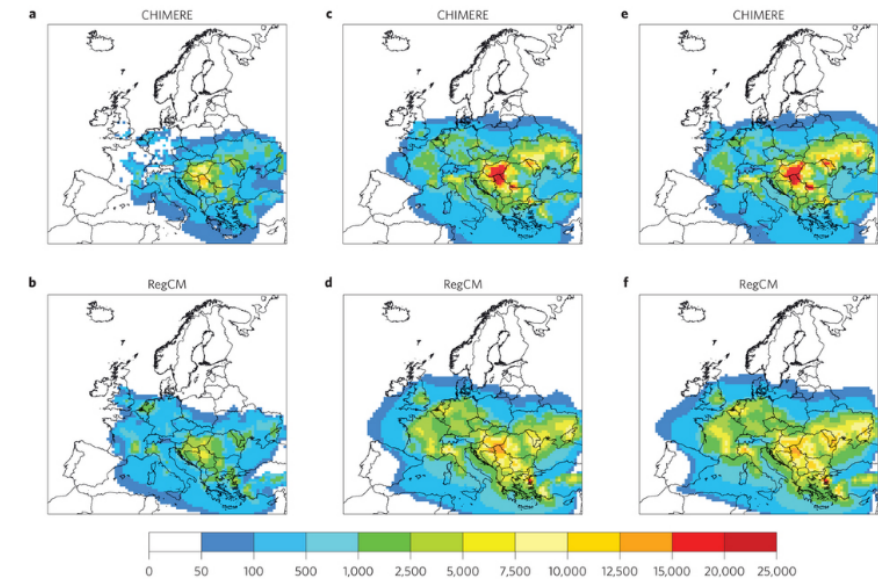 a CHIMERE
c CHIMERE
e CHIMERE
b RegCM
d RegCM
f RegCM
0 50 100 500 1,000 2,500 5,000 7,500 10,000 12,500 15,000 20,000 25,000